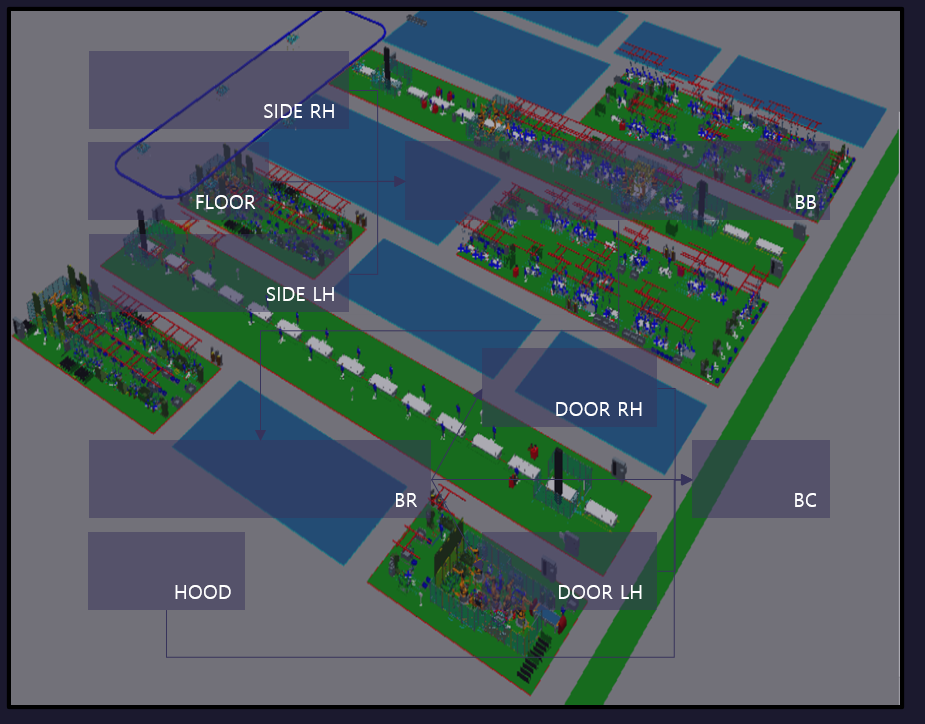 SIDE RH
FLOOR
BB
SIDE LH
DOOR RH
BR
BC
HOOD
DOOR LH